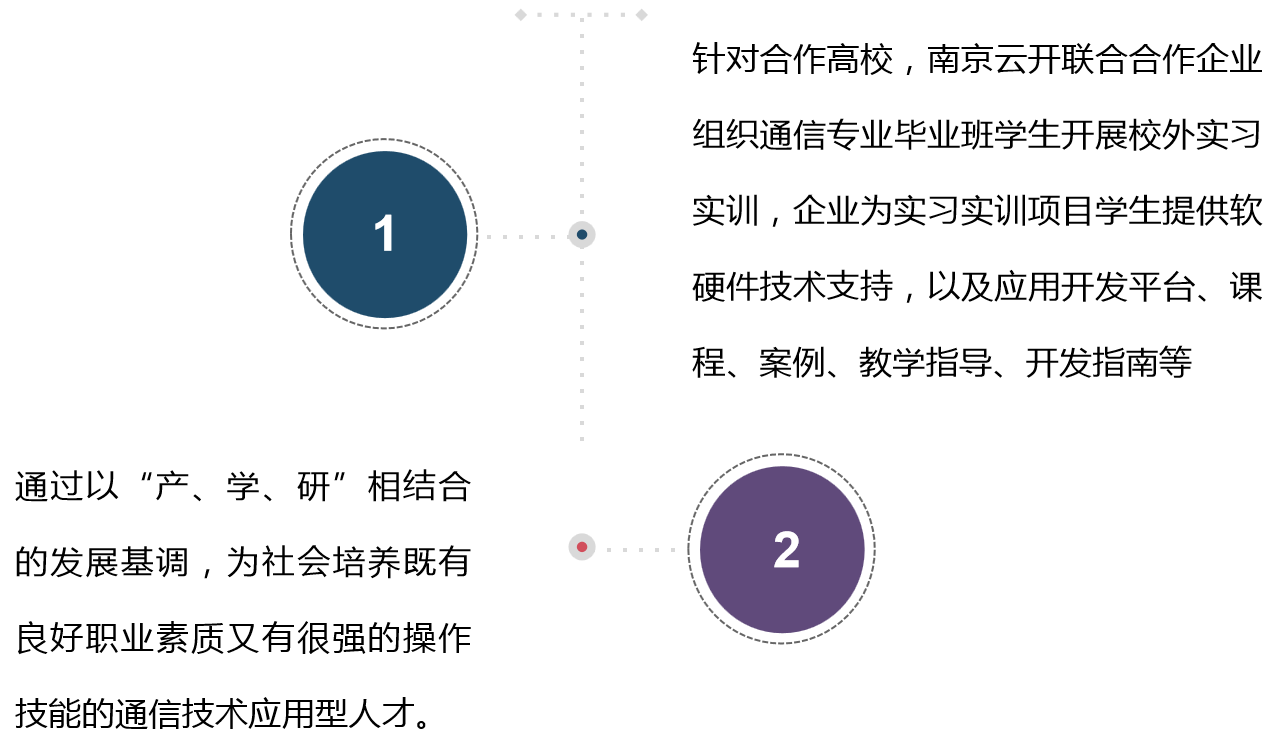 针对合作高校，南京云开联合合作企业
组织通信专业毕业班学生开展校外实习
实训，企业为实习实训项目学生提供软
硬件技术支持，以及应用开发平台、课
程、案例、教学指导、开发指南等
1
通过以“产、学、研”相结合
的发展基调，为社会培养既有
良好职业素质又有很强的操作
技能的通信技术应用型人才。
2